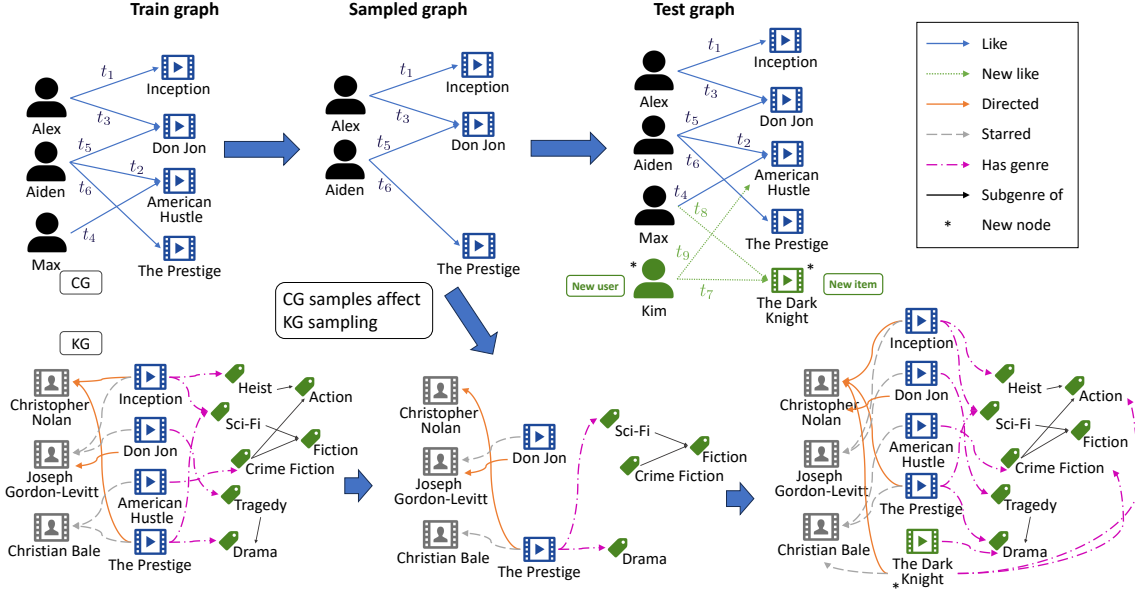 Train graph
Sampled graph
Test graph
t1
Inception
t3
Alex
Don Jon
t5
t2
Aiden
t6
American
Hustle
t4
Max
The Prestige
CG
t1
Inception
t3
Alex
Don Jon
t5
Aiden
t6
The Prestige
CG samples affect
KG sampling
t1
Inception
Alex
t3
Don Jon
t5
t2
Aiden
t6
American
Hustle
t4
t8
Max
The Prestige
t9
*
*
New user
t7
New item
Kim
The Dark
Knight
Like
New like
Directed
Starred
Has genre
Subgenre of
* New node
KG
Inception
Christopher
Nolan
Heist
Action
Sci-Fi
Don Jon
Fiction
Joseph
Gordon-Levitt
Crime Fiction
American
Hustle
Tragedy
Christian Bale
The Prestige
Drama
Christopher
Nolan
Sci-Fi
Don Jon
Fiction
Joseph
Gordon-Levitt
Crime Fiction
Christian Bale
The Prestige
Drama
Inception
Christopher
Nolan
Heist
Action
Don Jon
Sci-Fi
Fiction
American
Hustle
Joseph
Gordon-Levitt
Crime Fiction
The Prestige
Tragedy
Christian Bale
Drama
The Dark
Knight
*